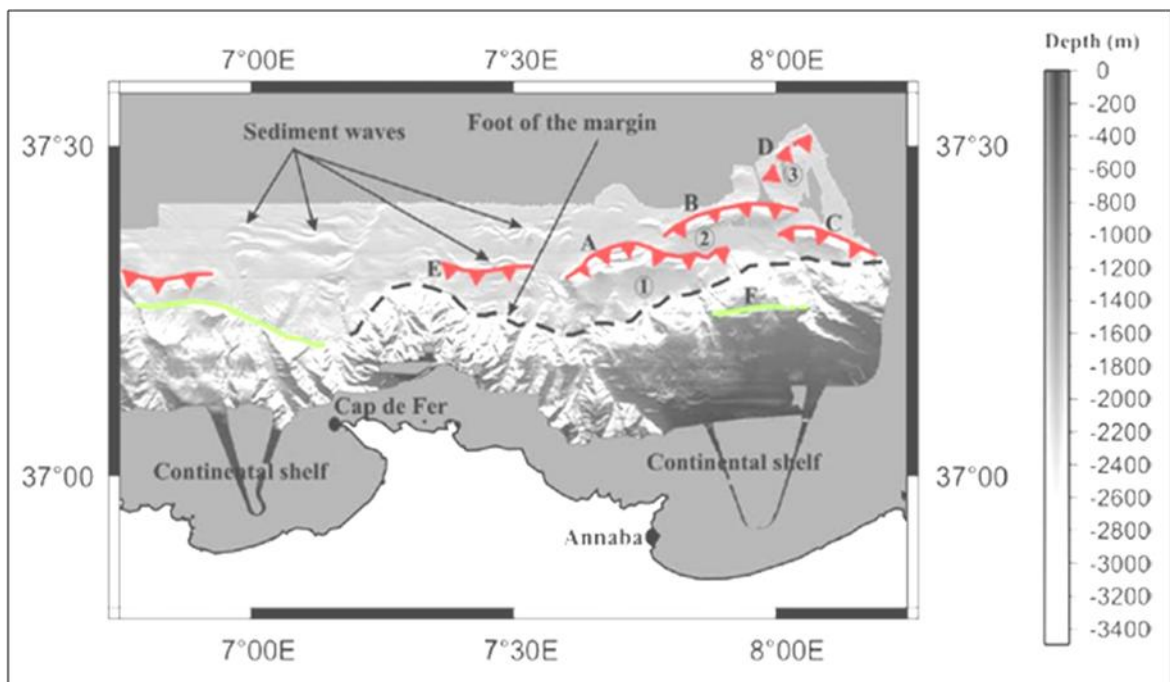 Depth (m)
7°00E 7°30E 8°00E
0
-200
-400
-600
-800
-1000
-1200
-1400
-1600
-1800
-2000
-2200
-2400
-2600
-2800
-3000
-3200
-3400
Sediment waves
Foot of the margin
37°30 37°30
D
3
B
C
A
2
E
1
F
Cap de Fer
Continental shelf
Continental shelf
37°00 37°00
Annaba
7°00E 7°30E 8°00E